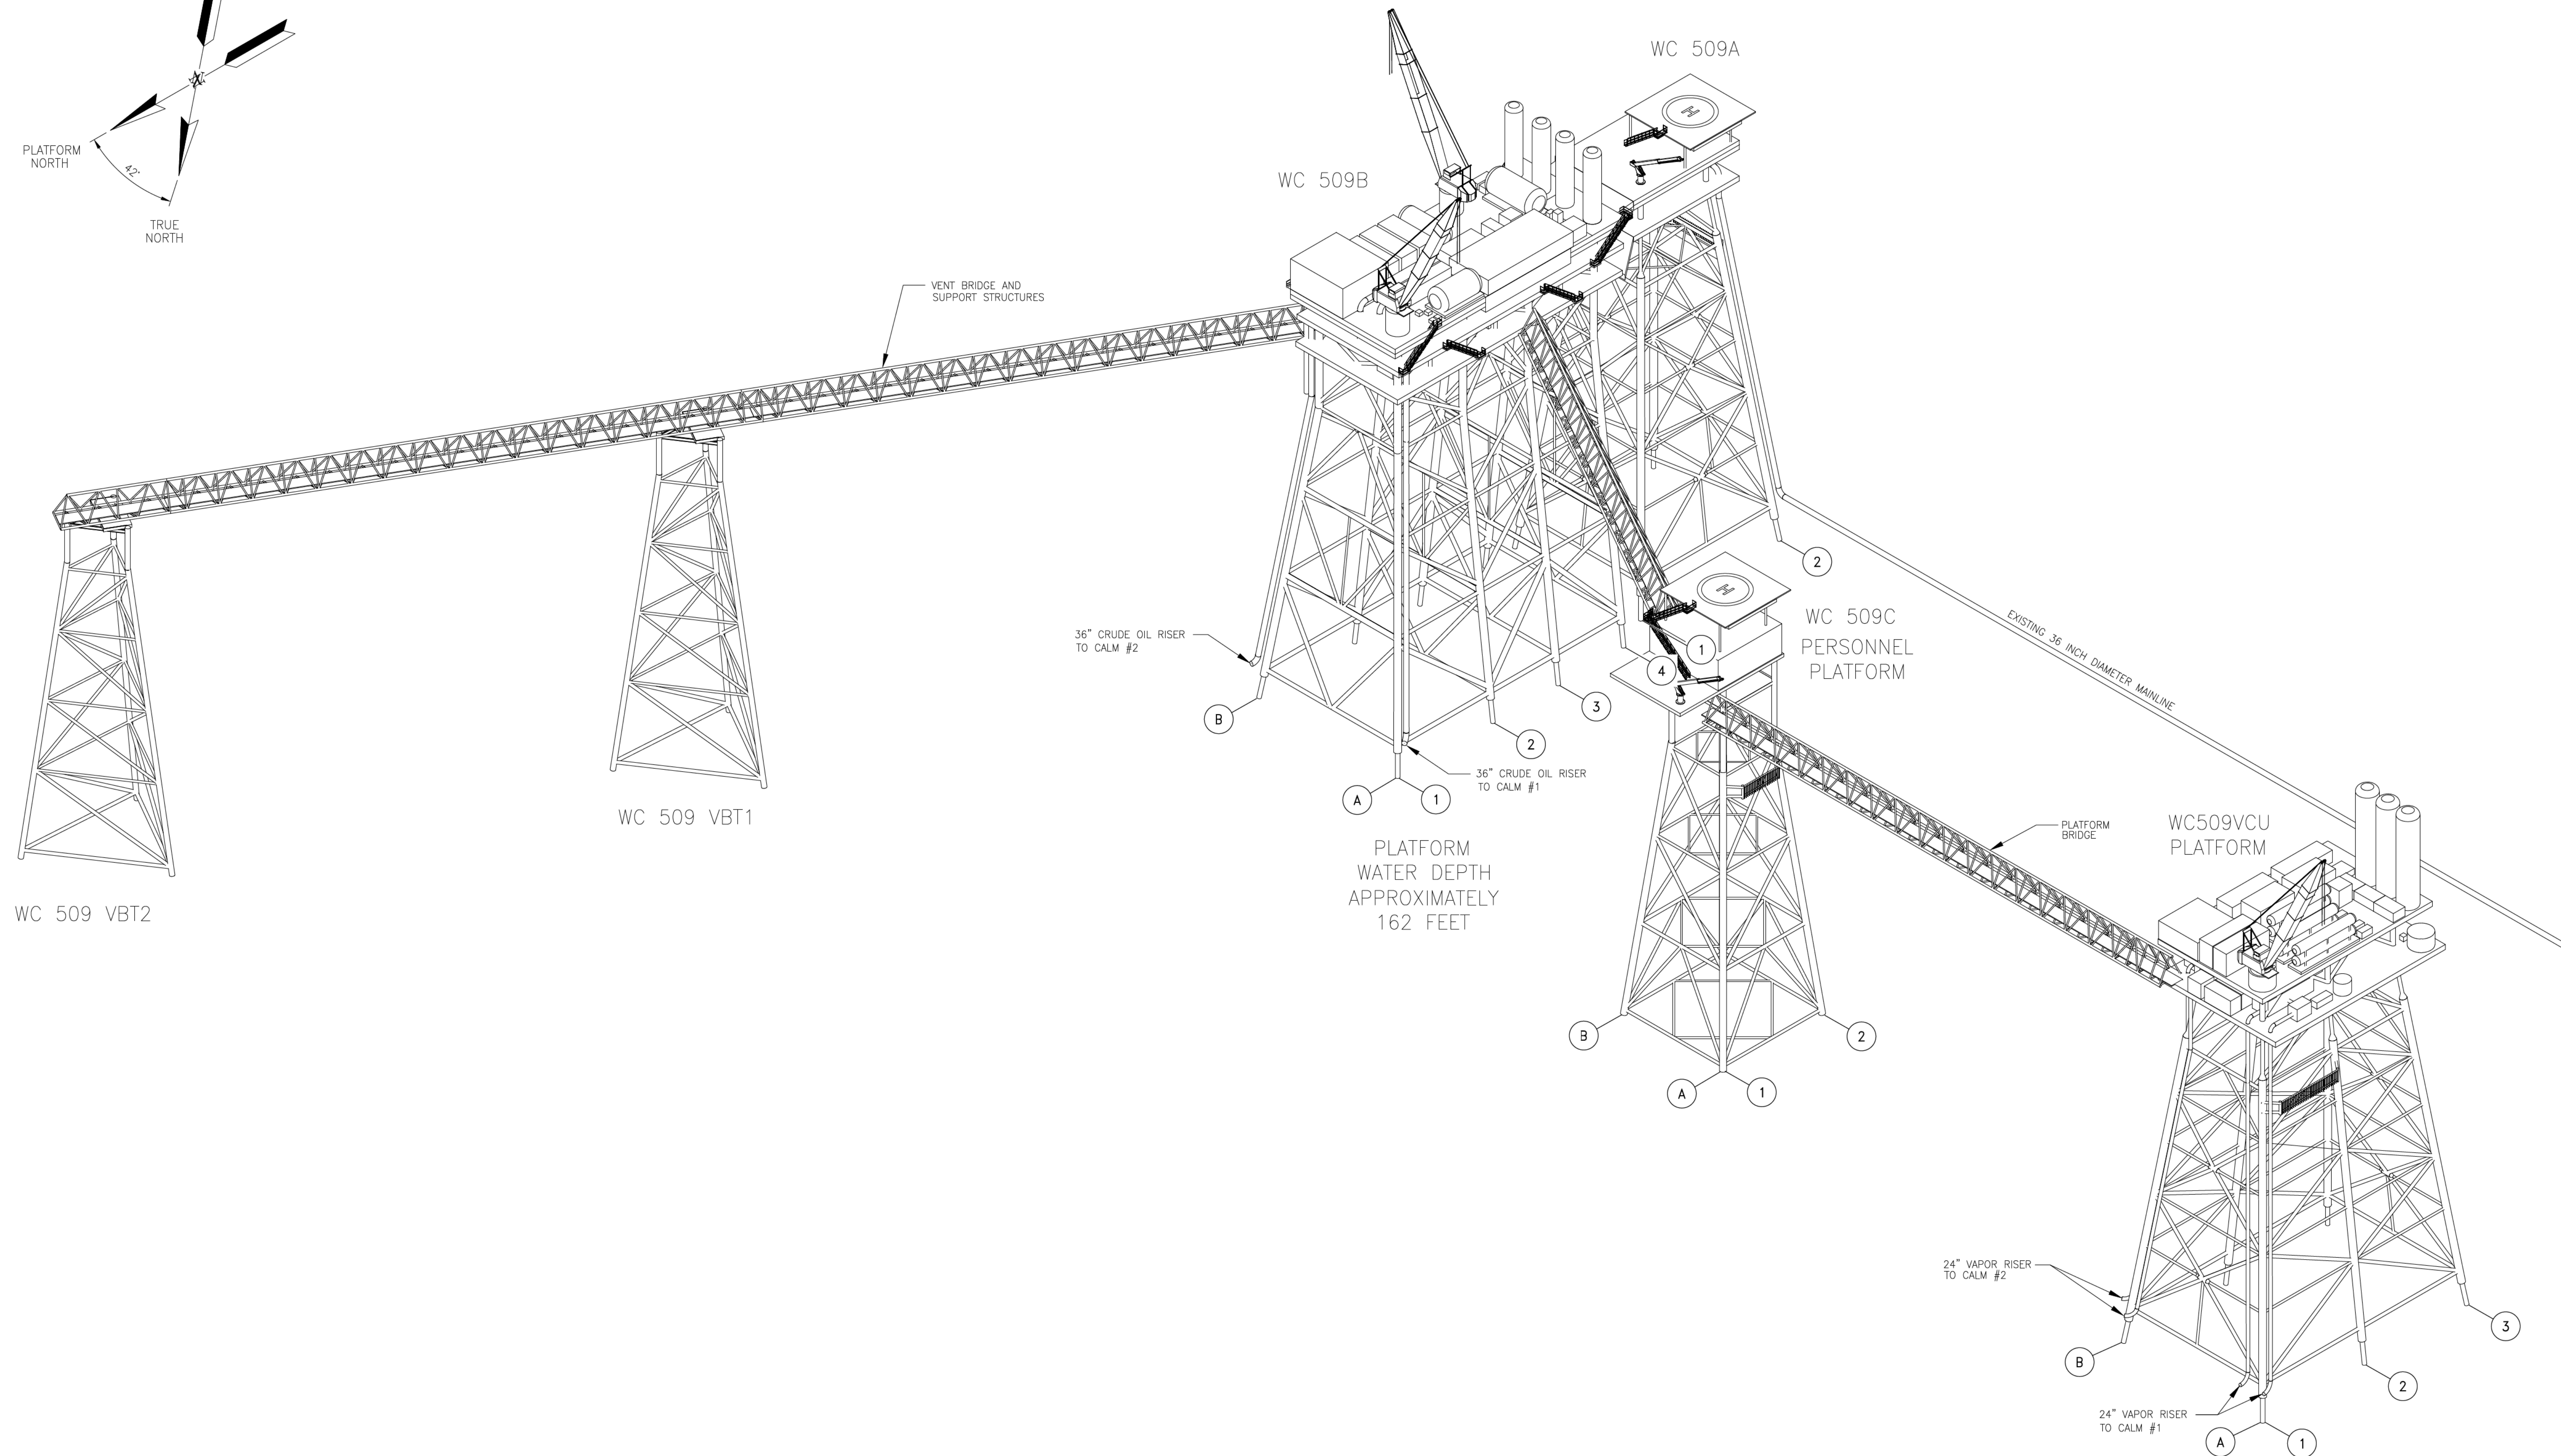 WC 509A
PLATFORM
NORTH
42°
TRUE
NORTH
WC 509B
VENT BRIDGE AND
SUPPORT STRUCTURES
H
2
H
WC 509C
PERSONNEL
PLATFORM
EXISTING 36 INCH DIAMETER MAINLINE
36" CRUDE OIL RISER
TO CALM #2
1
4
B
3
2
36" CRUDE OIL RISER
TO CALM #1
A
1
WC 509 VBT1
PLATFORM
WATER DEPTH
APPROXIMATELY
162 FEET
PLATFORM
BRIDGE
WC509VCU
PLATFORM
WC 509 VBT2
B
2
A
1
24" VAPOR RISER
TO CALM #2
3
B
2
24" VAPOR RISER
TO CALM #1
A
1